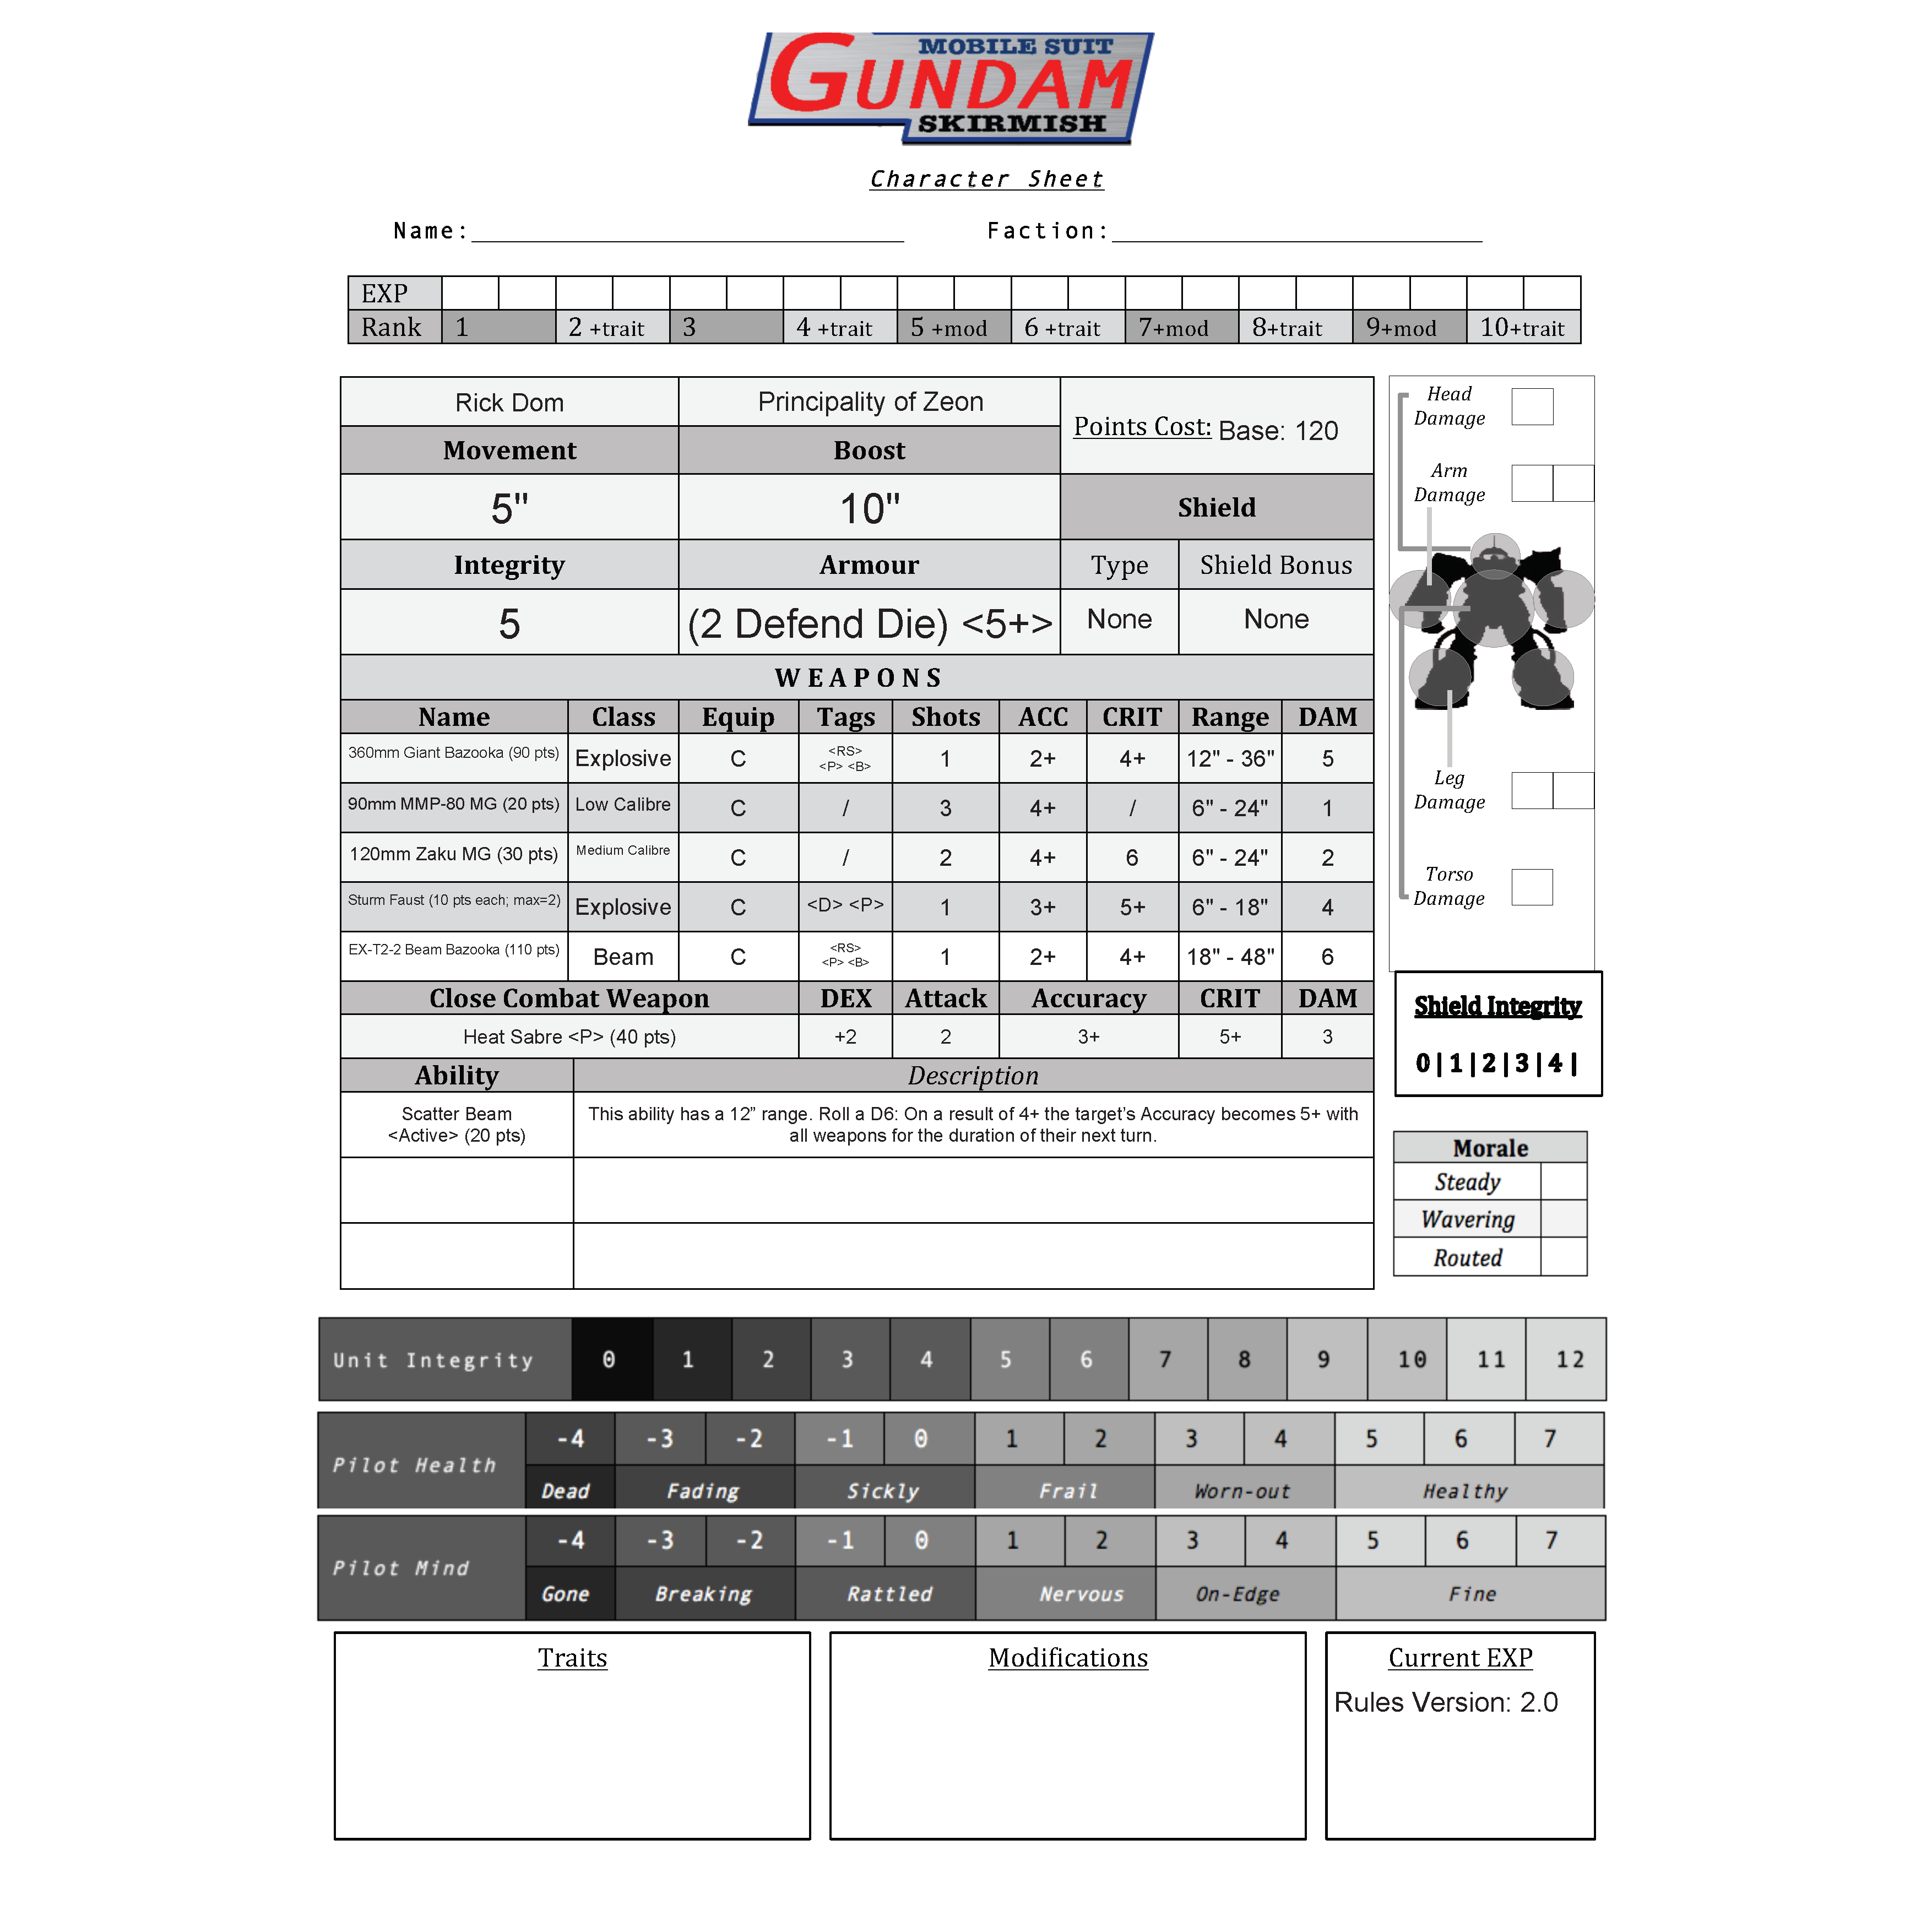 MOBILE SUIT
GUNDAM
SKIRMISH
Character Sheet
Name: Faction:
EXP
Rank 1 2 +trait 3 4 +trait 5 +mod 6 +trait 7+mod 8+trait 9+mod 10+trait
Rick Dom Principality of Zeon Points Cost: Base: 120
Movement Boost
5" 10" Shield
Integrity Armour Type Shield Bonus
5 (2 Defend Die) <5+> None None
WEAPONS
Name Class Equip Tags Shots ACC CRIT Range DAM
360mm Giant Bazooka (90 pts) Explosive C <RS> <P> <B> 1 2+ 4+ 12" - 36" 5
90mm MMP-80 MG (20 pts) Low Calibre C / 3 4+ / 6" - 24" 1
120mm Zaku MG (30 pts) Medium Calibre C / 2 4+ 6 6" - 24" 2
Sturm Faust (10 pts each; max=2) Explosive C <D> <P> 1 3+ 5+ 6" - 18" 4
EX-T2-2 Beam Bazooka (110 pts) Beam C <RS> <P> <B> 1 2+ 4+ 18" - 48" 6
Close Combat Weapon DEX Attack Accuracy CRIT DAM
Heat Sabre <P> (40 pts) +2 2 3+ 5+ 3
Ability Description
Scatter Beam
<Active> (20 pts)
This ability has a 12” range. Roll a D6: On a result of 4+ the target’s Accuracy becomes 5+ with
all weapons for the duration of their next turn.
Head
Damage
Arm
Damage
Leg
Damage
Torso
Damage
Shield Integrity
0|1|2|3|4|
Morale
Steady
Wavering
Routed
Unit Integrity 0 1 2 3 4 5 6 7 8 9 10 11 12
Pilot Health -4 -3 -2 -1 0 1 2 3 4 5 6 7
Dead Fading Sickly Frail Worn-out Healthy
Pilot Mind -4 -3 -2 -1 0 1 2 3 4 5 6 7
Gone Breaking Rattled Nervous On-Edge Fine
Traits Modifications Current EXP
Rules Version: 2.0